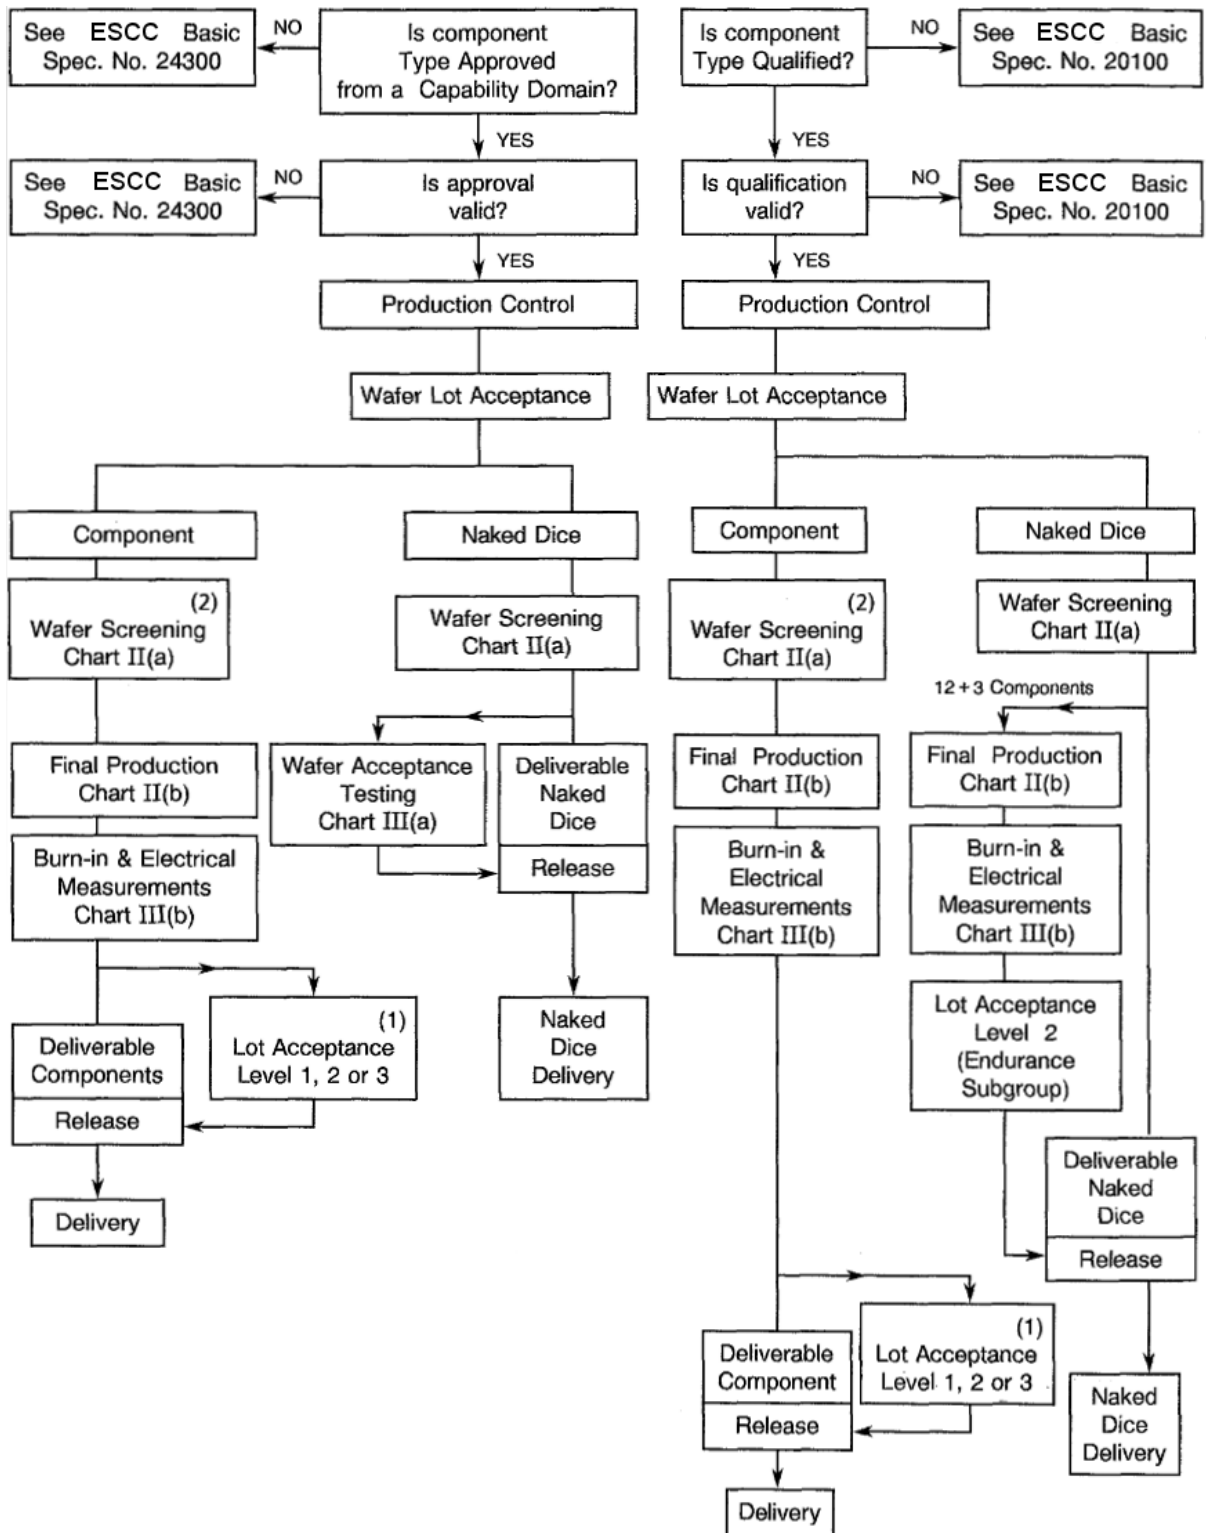 See ESCC Basic
Spec. No. 24300
NO
Is component
Type Approved
from a Capability Domain?
YES
See ESCC Basic
Spec. No. 24300
NO
Is approval
valid?
YES
Production Control
Wafer Lot Acceptance
Component
(2)
Wafer Screening
Chart II(a)
Final Production
Chart II(b)
Burn-in & Electrical
Measurements
Chart III(b)
Deliverable
Components
Release
(1)
Lot Acceptance
Level 1, 2 or 3
Delivery
Naked Dice
Wafer Screening
Chart II(a)
Wafer Acceptance
Testing
Chart III(a)
Deliverable
Naked
Dice
Release
Naked
Dice
Delivery
Is component
Type Qualified?
NO
See ESCC Basic
Spec. No. 20100
YES
Is qualification
valid?
NO
See ESCC Basic
Spec. No. 20100
YES
Production Control
Wafer Lot Acceptance
Component
(2)
Wafer Screening
Chart II(a)
Final Production
Chart II(b)
Burn-in &
Electrical
Measurements
Chart III(b)
Deliverable
Component
Release
(1)
Lot Acceptance
Level 1, 2 or 3
Delivery
Naked Dice
Wafer Screening
Chart II(a)
12 + 3 Components
Final Production
Chart II(b)
Burn-in &
Electrical
Measurements
Chart III(b)
Lot Acceptance
Level 2
(Endurance
Subgroup)
Deliverable
Naked
Dice
Release
Naked
Dice
Delivery